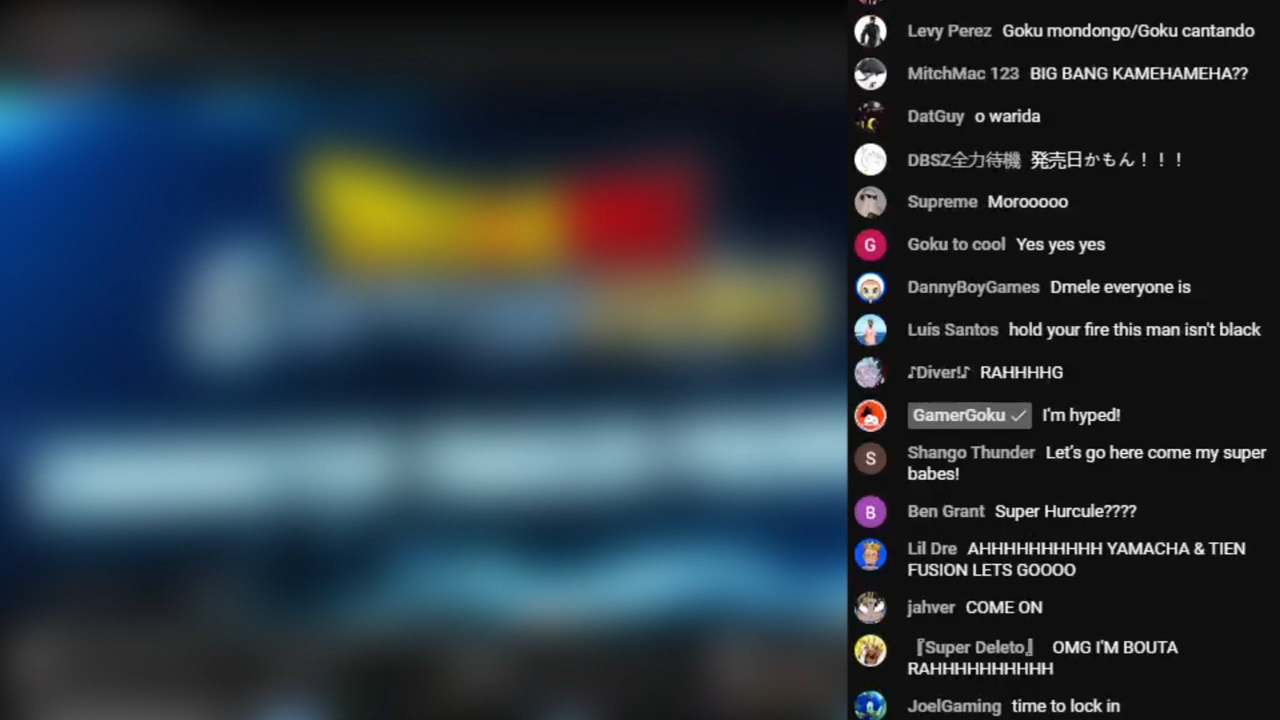 Levy Perez Goku mondongo/Goku cantando
MitchMac 123 BIG BANG KAMEHAMEHA??
DatGuy o warida
DBSZ全力待機 発売日かもん！！！
Supreme Morooooo
G Goku to cool Yes yes yes
DannyBoyGames Dmele everyone is
Luís Santos hold your fire this man isn't black
♪Diver!♪ RAHHHHG
GamerGoku ✓ I'm hyped!
S Shango Thunder Let's go here come my super
babes!
B Ben Grant Super Hurcule????
Lil Dre AHHHHHHHHHH YAMACHA & TIEN
FUSION LETS GOOOO
jahver COME ON
『Super Deleto』 OMG I'M BOUTA
RAHHHHHHHHHH
JoelGaming time to lock in